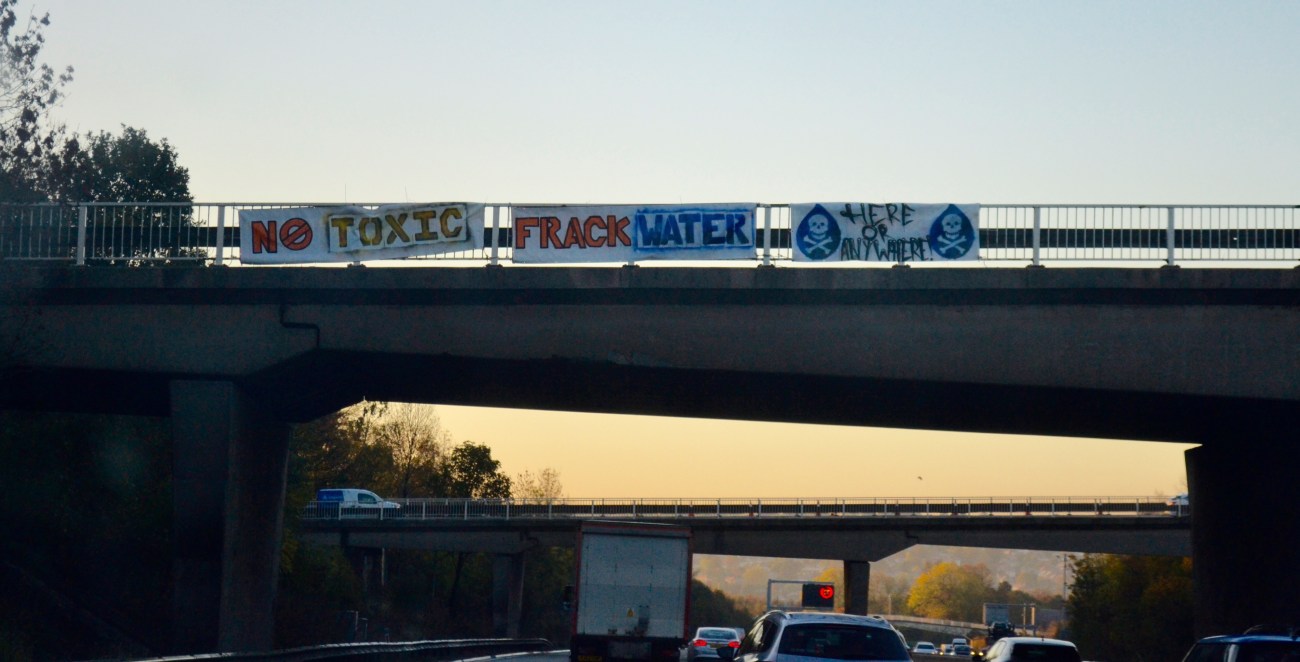 NO TOXIC
FRACK WATER
HERE
OR
ANYWHERE!